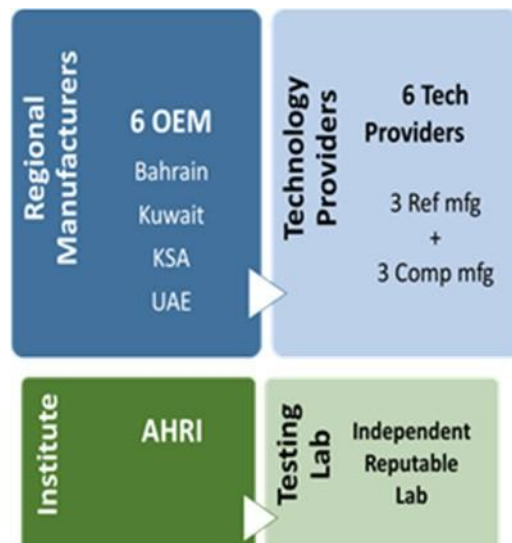 Regional
Manufacturers
6 OEM
Bahrain
Kuwait
KSA
UAE
Technology
Providers
6 Tech
Providers
3 Ref mfg
+
3 Comp mfg
Institute
AHRI
Testing
Lab
Independent
Reputable
Lab